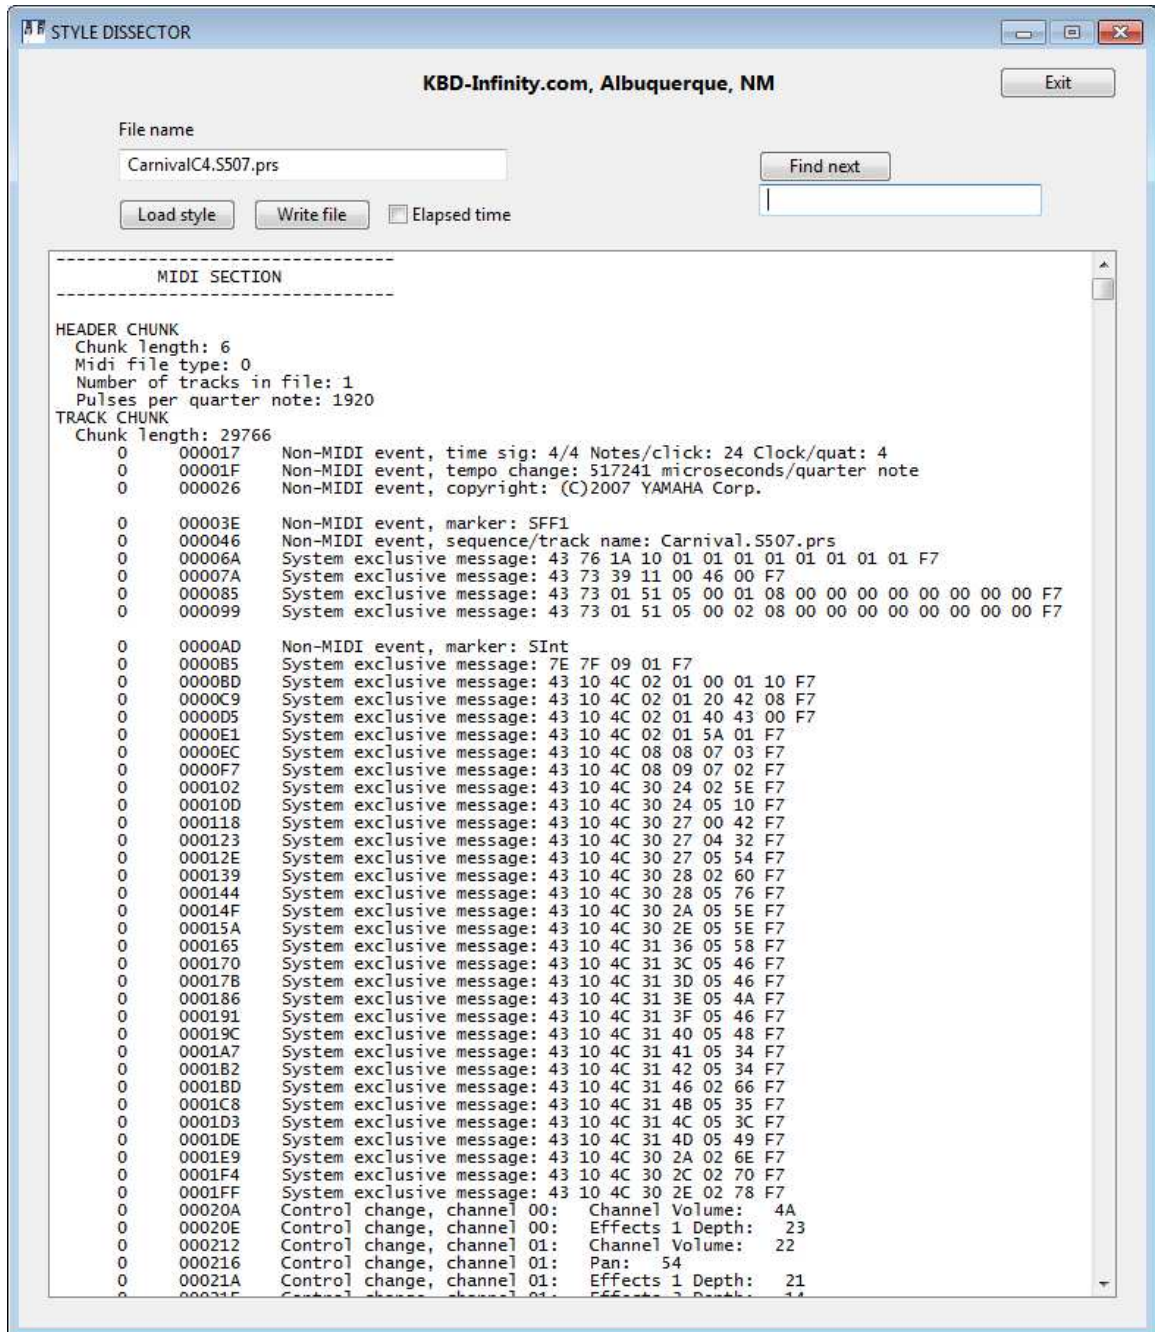 STYLE DISSECTOR
KBD-Infinity.com, Albuquerque, NM
Exit
File name
CarnivalC4.S507.prs
Find next
Load style Write file Elapsed time
----------------------------------
MIDI SECTION
----------------------------------
HEADER CHUNK
Chunk length: 6
Midi file type: 0
Number of tracks in file: 1
Pulses per quarter note: 1920
TRACK CHUNK
Chunk length: 29766
0 000017 Non-MIDI event, time sig: 4/4 Notes/click: 24 Clock/quat: 4
0 00001F Non-MIDI event, tempo change: 517241 microseconds/quarter note
0 000026 Non-MIDI event, copyright: (C)2007 YAMAHA Corp.
0 00003E Non-MIDI event, marker: SFF1
0 000046 Non-MIDI event, sequence/track name: Carnival.S507.prs
0 00006A System exclusive message: 43 76 1A 10 01 01 01 01 01 01 01 01 F7
0 00007A System exclusive message: 43 73 39 11 00 46 00 F7
0 000085 System exclusive message: 43 73 01 51 05 00 01 08 00 00 00 00 00 00 00 00 F7
0 000099 System exclusive message: 43 73 01 51 05 00 02 08 00 00 00 00 00 00 00 00 F7
0 0000AD Non-MIDI event, marker: SInt
0 0000B5 System exclusive message: 7E 7F 09 01 F7
0 0000BD System exclusive message: 43 10 4C 02 01 00 01 10 F7
0 0000C9 System exclusive message: 43 10 4C 02 01 20 42 08 F7
0 0000D5 System exclusive message: 43 10 4C 02 01 40 43 00 F7
0 0000E1 System exclusive message: 43 10 4C 02 01 5A 01 F7
0 0000EC System exclusive message: 43 10 4C 08 08 07 03 F7
0 0000F7 System exclusive message: 43 10 4C 08 09 07 02 F7
0 000102 System exclusive message: 43 10 4C 30 24 02 5E F7
0 00010D System exclusive message: 43 10 4C 30 24 05 10 F7
0 000118 System exclusive message: 43 10 4C 30 27 00 42 F7
0 000123 System exclusive message: 43 10 4C 30 27 04 32 F7
0 00012E System exclusive message: 43 10 4C 30 27 05 54 F7
0 000139 System exclusive message: 43 10 4C 30 28 02 60 F7
0 000144 System exclusive message: 43 10 4C 30 28 05 76 F7
0 00014F System exclusive message: 43 10 4C 30 2A 05 5E F7
0 00015A System exclusive message: 43 10 4C 30 2E 05 5E F7
0 000165 System exclusive message: 43 10 4C 31 36 05 58 F7
0 000170 System exclusive message: 43 10 4C 31 3C 05 46 F7
0 00017B System exclusive message: 43 10 4C 31 3D 05 46 F7
0 000186 System exclusive message: 43 10 4C 31 3E 05 4A F7
0 000191 System exclusive message: 43 10 4C 31 3F 05 46 F7
0 00019C System exclusive message: 43 10 4C 31 40 05 48 F7
0 0001A7 System exclusive message: 43 10 4C 31 41 05 34 F7
0 0001B2 System exclusive message: 43 10 4C 31 42 05 34 F7
0 0001BD System exclusive message: 43 10 4C 31 46 02 66 F7
0 0001C8 System exclusive message: 43 10 4C 31 4B 05 35 F7
0 0001D3 System exclusive message: 43 10 4C 31 4C 05 3C F7
0 0001DE System exclusive message: 43 10 4C 31 4D 05 49 F7
0 0001E9 System exclusive message: 43 10 4C 30 2A 02 6E F7
0 0001F4 System exclusive message: 43 10 4C 30 2C 02 70 F7
0 0001FF System exclusive message: 43 10 4C 30 2E 02 78 F7
0 00020A Control change, channel 00: Channel Volume: 4A
0 00020E Control change, channel 00: Effects 1 Depth: 23
0 000212 Control change, channel 01: Channel Volume: 22
0 000216 Control change, channel 01: Pan: 54
0 00021A Control change, channel 01: Effects 1 Depth: 21